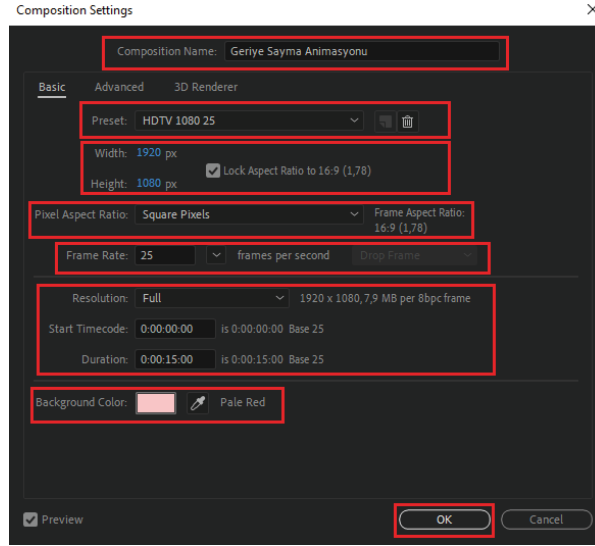 Composition Settings
Composition Name: Geriye Sayma Animasyonu
Basic Advanced 3D Renderer
Preset: HDTV 1080 25
Width: 1920 px
Lock Aspect Ratio to 16:9 (1,78)
Height: 1080 px
Pixel Aspect Ratio: Square Pixels Frame Aspect Ratio:
16:9 (1,78)
Frame Rate: 25 frames per second Drop Frame
Resolution: Full 1920 x 1080, 7,9 MB per 8bpc frame
Start Timecode: 0:00:00:00 is 0:00:00:00 Base 25
Duration: 0:00:15:00 is 0:00:15:00 Base 25
Background Color: Pale Red
Preview OK Cancel